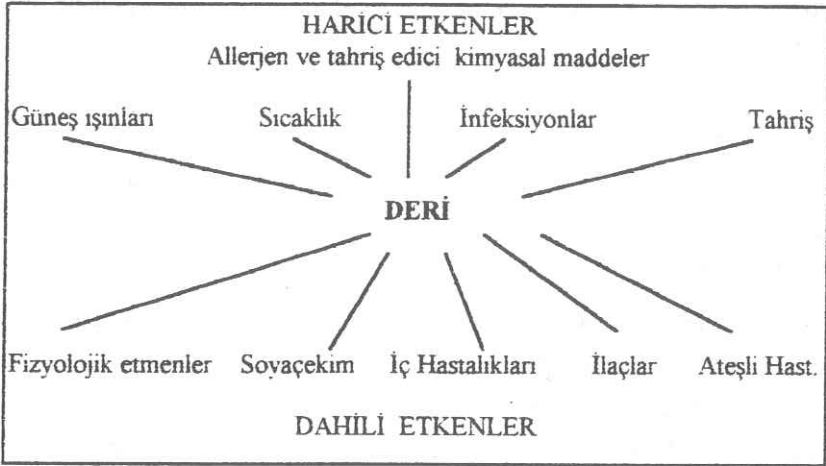 HARİCİ ETKENLER
Allerjen ve tahriş edici kimyasal maddeler
Güneş ışınları Sıcaklık İnfeksiyonlar Tahriş
DERİ
Fizyolojik etmenler Soyaçekim İç Hastalıkları İlaçlar Ateşli Hast.
DAHİLİ ETKENLER